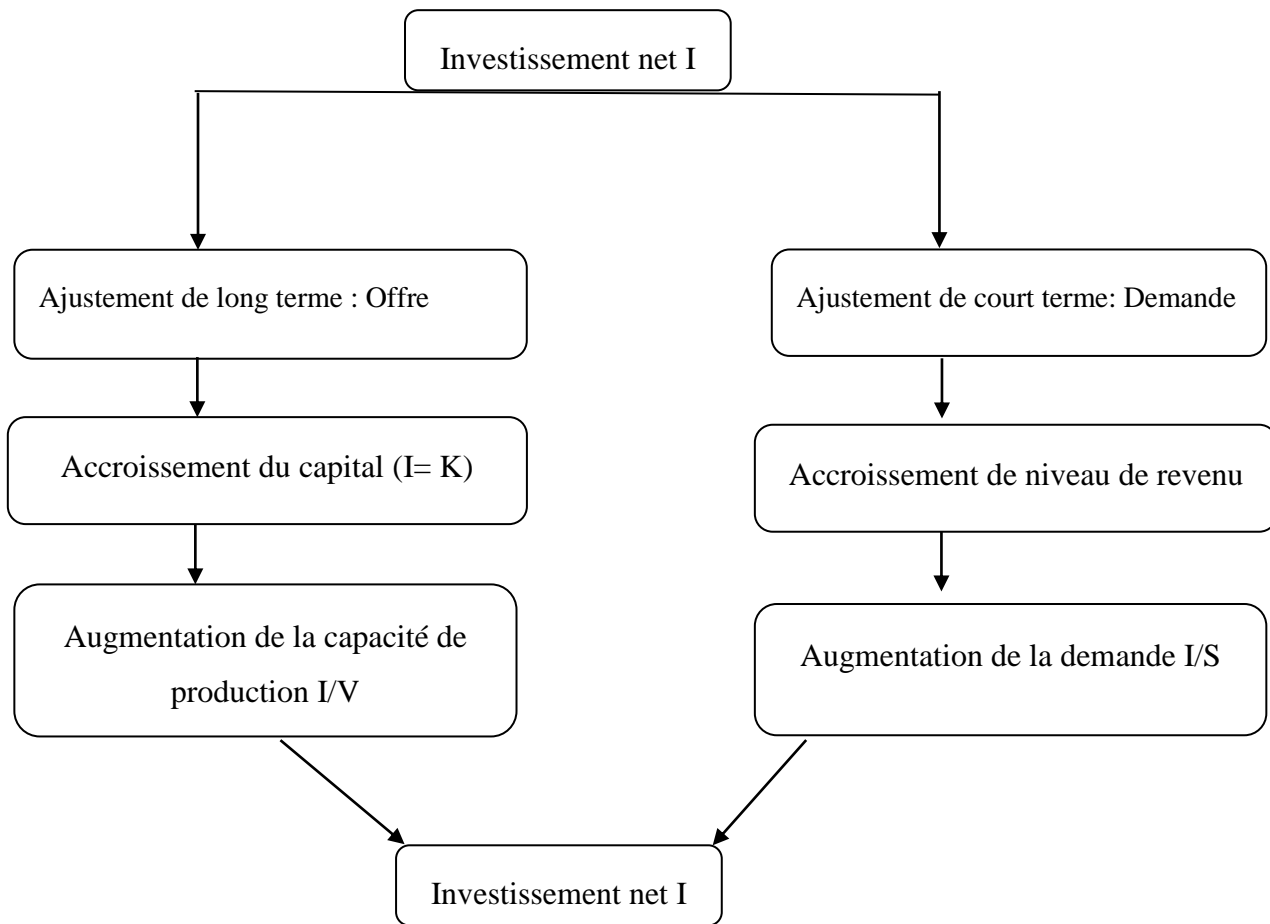 Investissement net I
Ajustement de long terme : Offre
Ajustement de court terme: Demande
Accroissement du capital (I= K)
Accroissement de niveau de revenu
Augmentation de la capacité de
production I/V
Augmentation de la demande I/S
Investissement net I